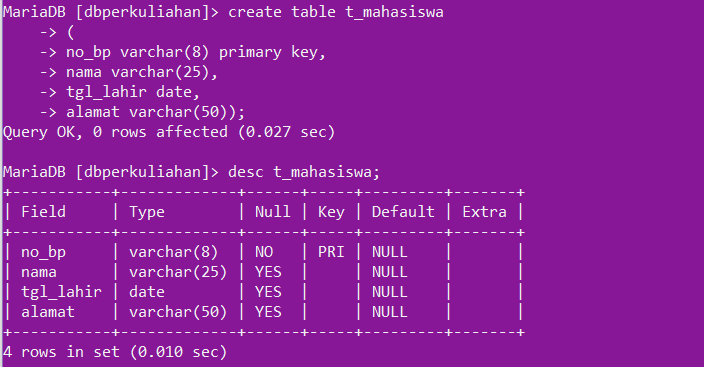 MariaDB [dbperkuliahan]> create table t_mahasiswa
    -> (
    -> no_bp varchar(8) primary key,
    -> nama varchar(25),
    -> tgl_lahir date,
    -> alamat varchar(50));
Query OK, 0 rows affected (0.027 sec)

MariaDB [dbperkuliahan]> desc t_mahasiswa;
+-----------+-------------+------+-----+---------+-------+
| Field     | Type        | Null | Key | Default | Extra |
+-----------+-------------+------+-----+---------+-------+
| no_bp     | varchar(8)  | NO   | PRI | NULL    |       |
| nama      | varchar(25) | YES  |     | NULL    |       |
| tgl_lahir | date        | YES  |     | NULL    |       |
| alamat    | varchar(50) | YES  |     | NULL    |       |
+-----------+-------------+------+-----+---------+-------+
4 rows in set (0.010 sec)